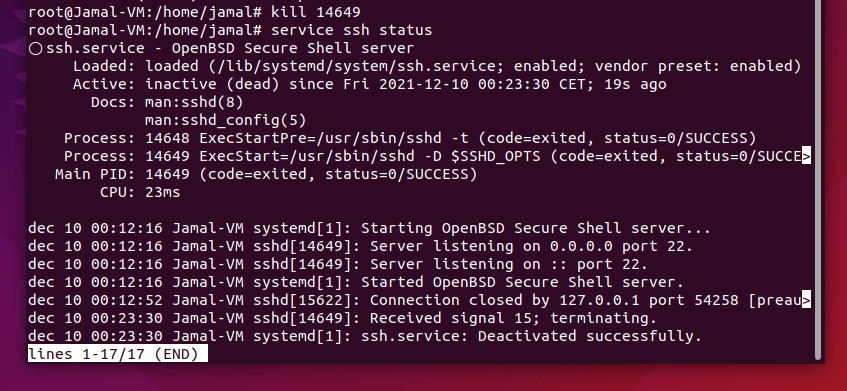 root@Jamal-VM:/home/jamal# kill 14649
root@Jamal-VM:/home/jamal# service ssh status
○ ssh.service - OpenBSD Secure Shell server
     Loaded: loaded (/lib/systemd/system/ssh.service; enabled; vendor preset: enabled)
     Active: inactive (dead) since Fri 2021-12-10 00:23:30 CET; 19s ago
       Docs: man:sshd(8)
             man:sshd_config(5)
    Process: 14648 ExecStartPre=/usr/sbin/sshd -t (code=exited, status=0/SUCCESS)
    Process: 14649 ExecStart=/usr/sbin/sshd -D $SSHD_OPTS (code=exited, status=0/SUCCE>
   Main PID: 14649 (code=exited, status=0/SUCCESS)
        CPU: 23ms

dec 10 00:12:16 Jamal-VM systemd[1]: Starting OpenBSD Secure Shell server...
dec 10 00:12:16 Jamal-VM sshd[14649]: Server listening on 0.0.0.0 port 22.
dec 10 00:12:16 Jamal-VM sshd[14649]: Server listening on :: port 22.
dec 10 00:12:16 Jamal-VM systemd[1]: Started OpenBSD Secure Shell server.
dec 10 00:12:52 Jamal-VM sshd[15622]: Connection closed by 127.0.0.1 port 54258 [preau>
dec 10 00:23:30 Jamal-VM sshd[14649]: Received signal 15; terminating.
dec 10 00:23:30 Jamal-VM systemd[1]: ssh.service: Deactivated successfully.
lines 1-17/17 (END)